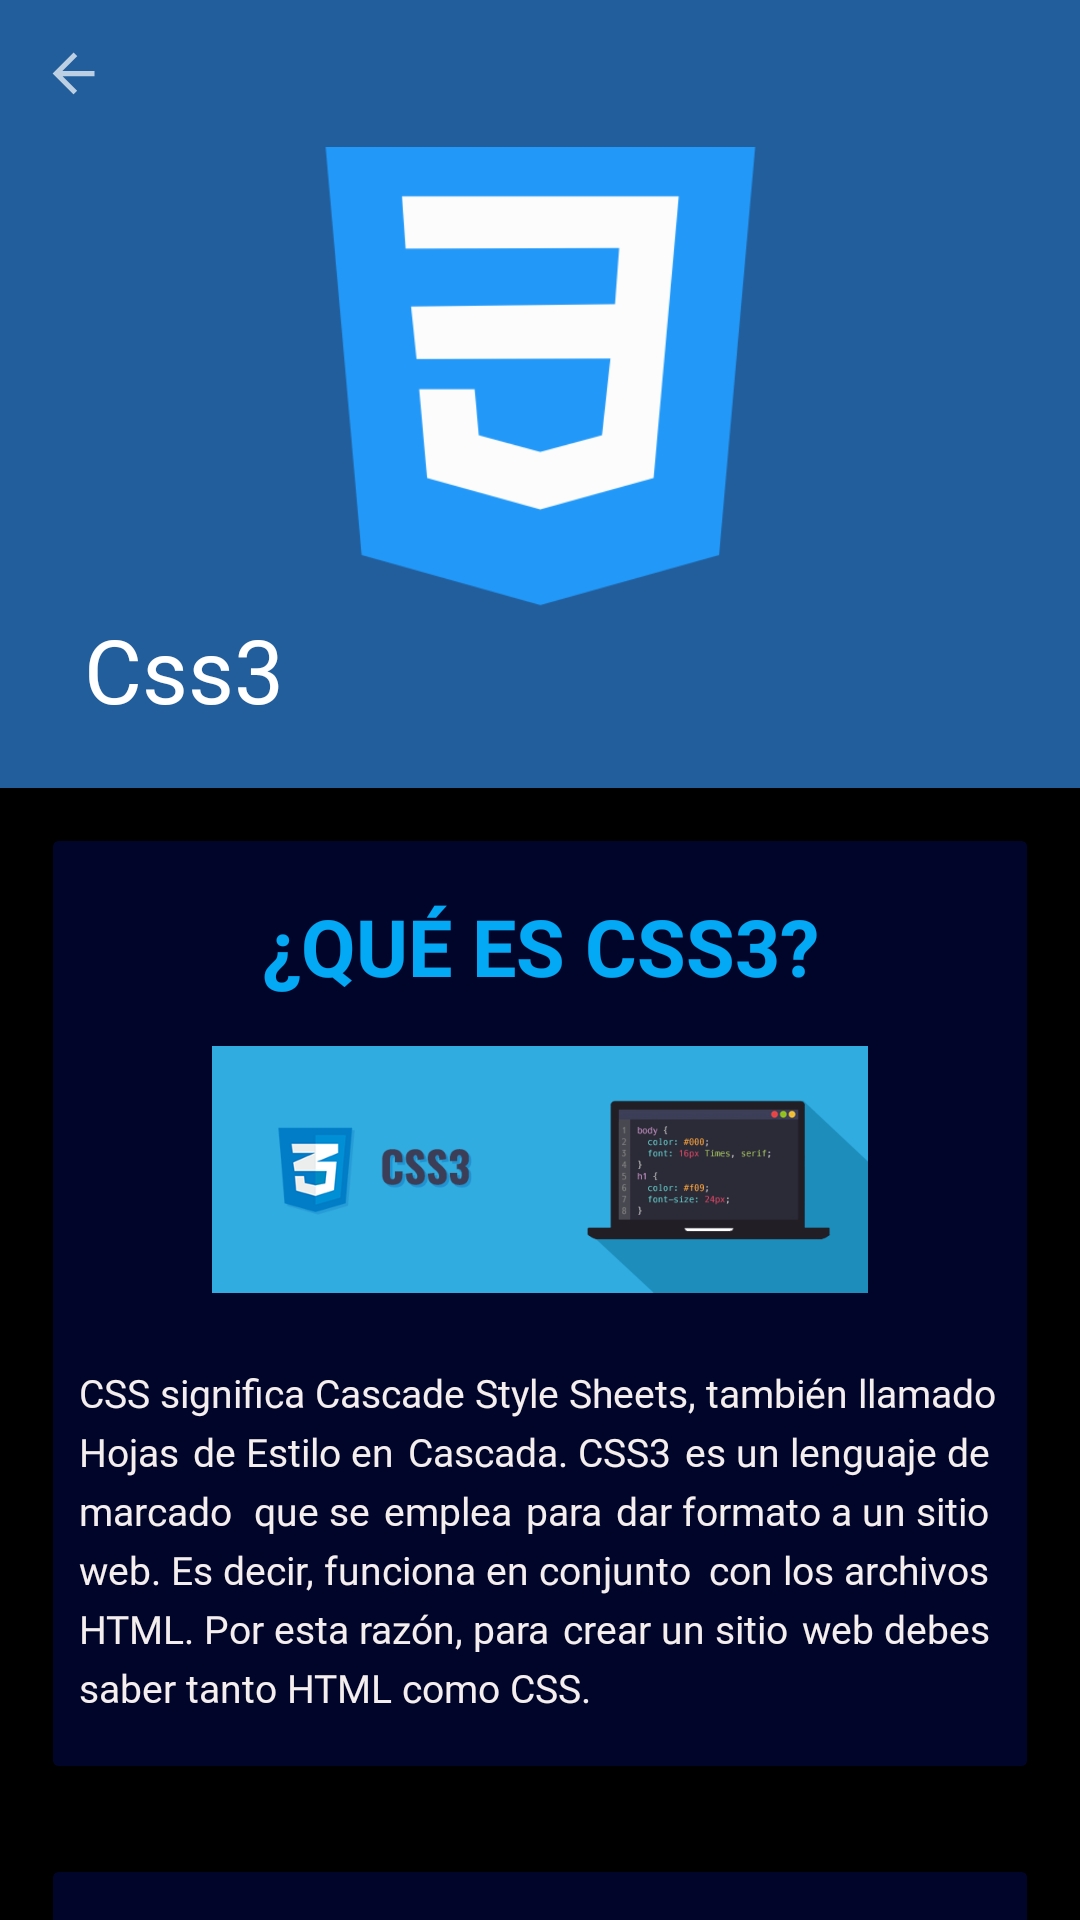 Css3
¿QUÉ ES CSS3?
CSS3
1 body {
2 color: #000;
3 font: 16px Times, serif;
4 }
5 h1 {
6 color: #f09;
7 font-size: 24px;
8 }
CSS significa Cascade Style Sheets, también llamado
Hojas de Estilo en Cascada. CSS3 es un lenguaje de
marcado que se emplea para dar formato a un sitio
web. Es decir, funciona en conjunto con los archivos
HTML. Por esta razón, para crear un sitio web debes
saber tanto HTML como CSS.